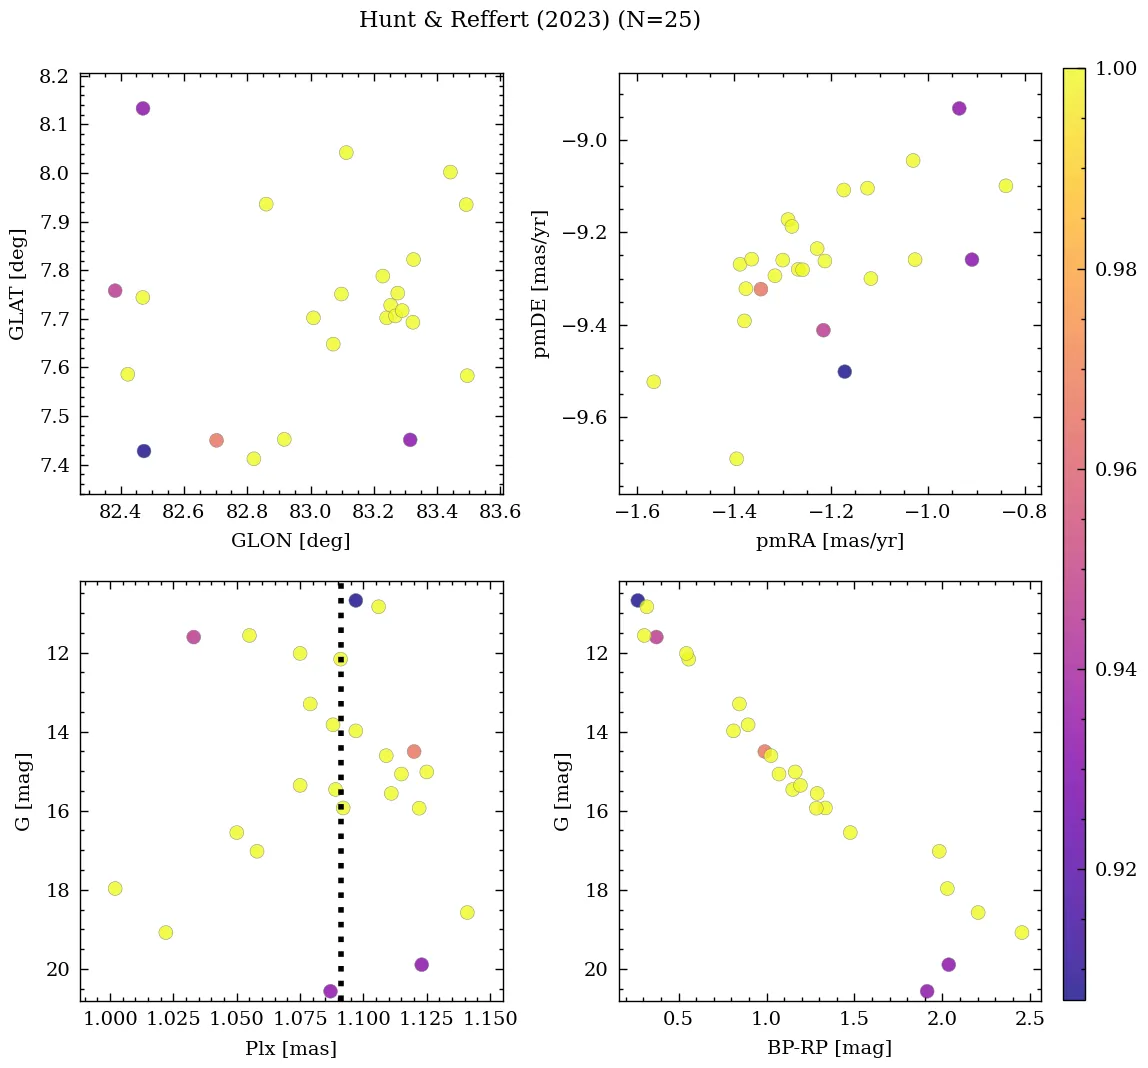 Hunt & Reffert (2023) (N=25)
8.2
8.1
8.0
7.9
7.8
7.7
7.6
7.5
7.4
GLAT [deg]
82.4 82.6 82.8 83.0 83.2 83.4 83.6
GLON [deg]
−9.0
−9.2
−9.4
−9.6
pmDE [mas/yr]
−1.6 −1.4 −1.2 −1.0 −0.8
pmRA [mas/yr]
12
14
16
18
20
G [mag]
1.000 1.025 1.050 1.075 1.100 1.125 1.150
Plx [mas]
12
14
16
18
20
G [mag]
0.5 1.0 1.5 2.0 2.5
BP-RP [mag]
1.00
0.98
0.96
0.94
0.92